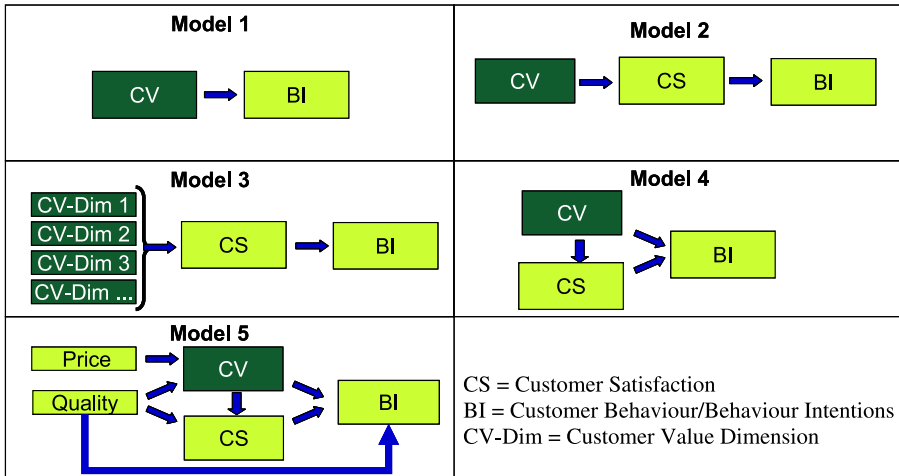 Model 1
CV
BI
Model 2
CV
CS
BI
Model 3
CV-Dim 1
CV-Dim 2
CV-Dim 3
CV-Dim ...
CS
BI
Model 4
CV
CS
BI
Model 5
Price
Quality
CV
CS
BI
CS = Customer Satisfaction
BI = Customer Behaviour/Behaviour Intentions
CV-Dim = Customer Value Dimension